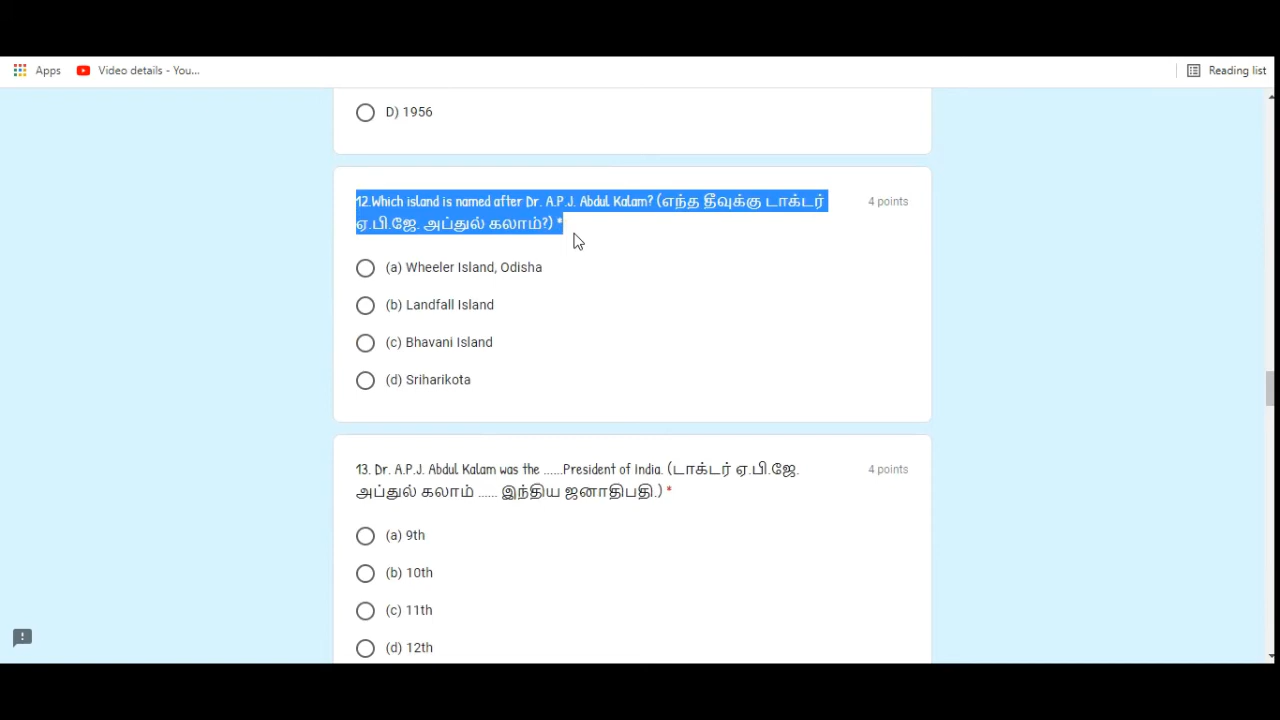 Apps Video details - You... Reading list
D) 1956
12.Which island is named after Dr. A.P.J. Abdul Kalam? (எந்த தீவுக்கு டாக்டர் 4 points
ஏ.பி.ஜே. அப்துல் கலாம்?) *
(a) Wheeler Island, Odisha
(b) Landfall Island
(c) Bhavani Island
(d) Sriharikota
13. Dr. A.P.J. Abdul Kalam was the ......President of India. (டாக்டர் ஏ.பி.ஜே. 4 points
அப்துல் கலாம் ...... இந்திய ஜனாதிபதி.) *
(a) 9th
(b) 10th
(c) 11th
(d) 12th